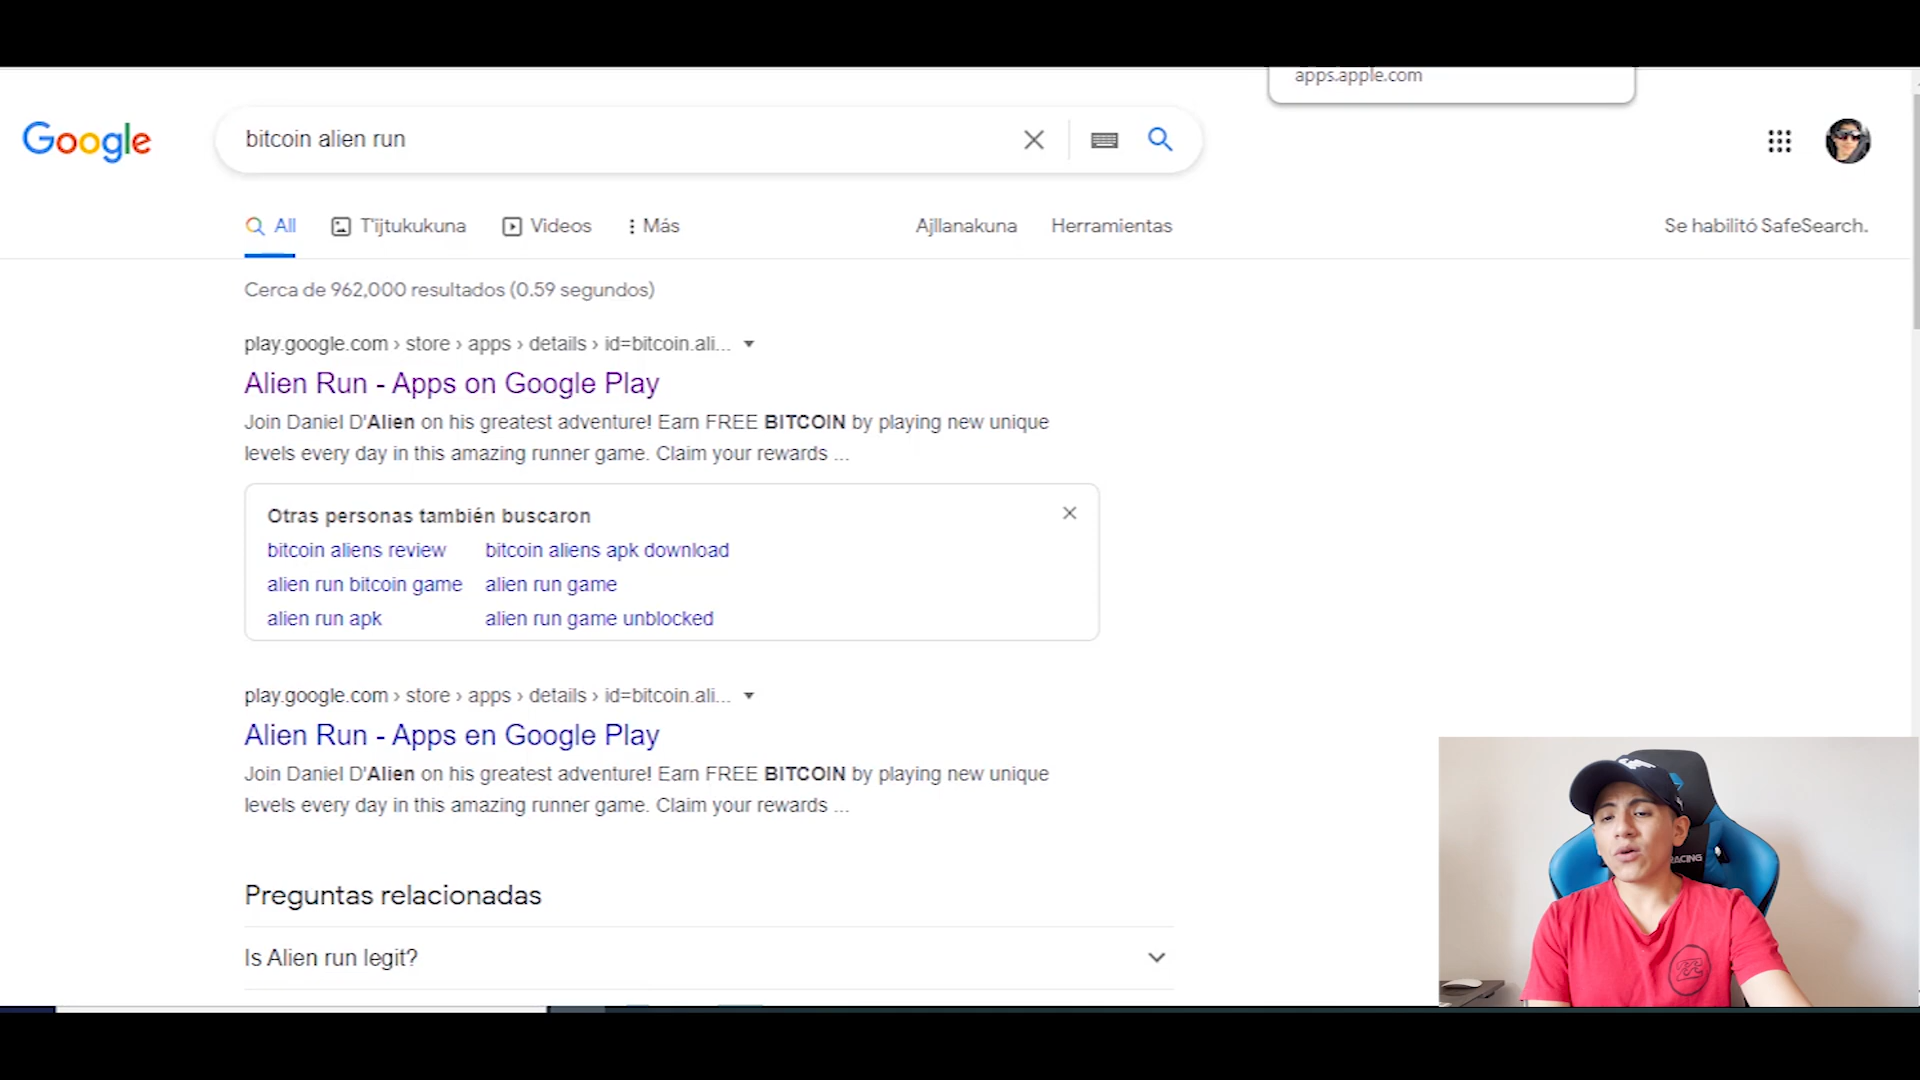 apps.apple.com
Google
bitcoin alien run
All
T'ijtukukuna
Videos
Más
Ajllanakuna
Herramientas
Se habilitó SafeSearch.
Cerca de 962,000 resultados (0.59 segundos)
play.google.com › store › apps › details › id=bitcoin.ali...
Alien Run - Apps on Google Play
Join Daniel D'Alien on his greatest adventure! Earn FREE BITCOIN by playing new unique
levels every day in this amazing runner game. Claim your rewards ...
Otras personas también buscaron
bitcoin aliens review
bitcoin aliens apk download
alien run bitcoin game
alien run game
alien run apk
alien run game unblocked
play.google.com › store › apps › details › id=bitcoin.ali...
Alien Run - Apps en Google Play
Join Daniel D'Alien on his greatest adventure! Earn FREE BITCOIN by playing new unique
levels every day in this amazing runner game. Claim your rewards ...
Preguntas relacionadas
Is Alien run legit?
RACING